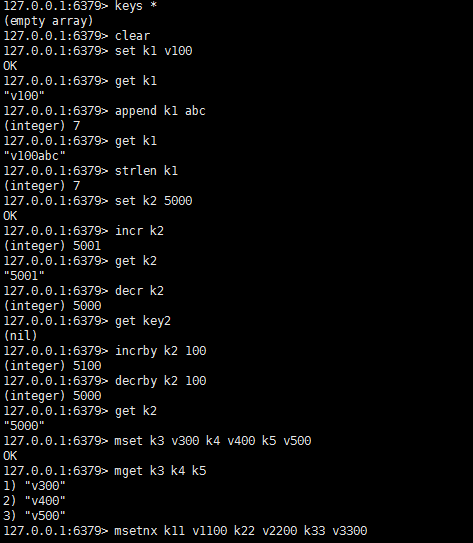 127.0.0.1:6379> keys *
(empty array)
127.0.0.1:6379> clear
127.0.0.1:6379> set k1 v100
OK
127.0.0.1:6379> get k1
"v100"
127.0.0.1:6379> append k1 abc
(integer) 7
127.0.0.1:6379> get k1
"v100abc"
127.0.0.1:6379> strlen k1
(integer) 7
127.0.0.1:6379> set k2 5000
OK
127.0.0.1:6379> incr k2
(integer) 5001
127.0.0.1:6379> get k2
"5001"
127.0.0.1:6379> decr k2
(integer) 5000
127.0.0.1:6379> get key2
(nil)
127.0.0.1:6379> incrby k2 100
(integer) 5100
127.0.0.1:6379> decrby k2 100
(integer) 5000
127.0.0.1:6379> get k2
"5000"
127.0.0.1:6379> mset k3 v300 k4 v400 k5 v500
OK
127.0.0.1:6379> mget k3 k4 k5
1) "v300"
2) "v400"
3) "v500"
127.0.0.1:6379> msetnx k11 v1100 k22 v2200 k33 v3300